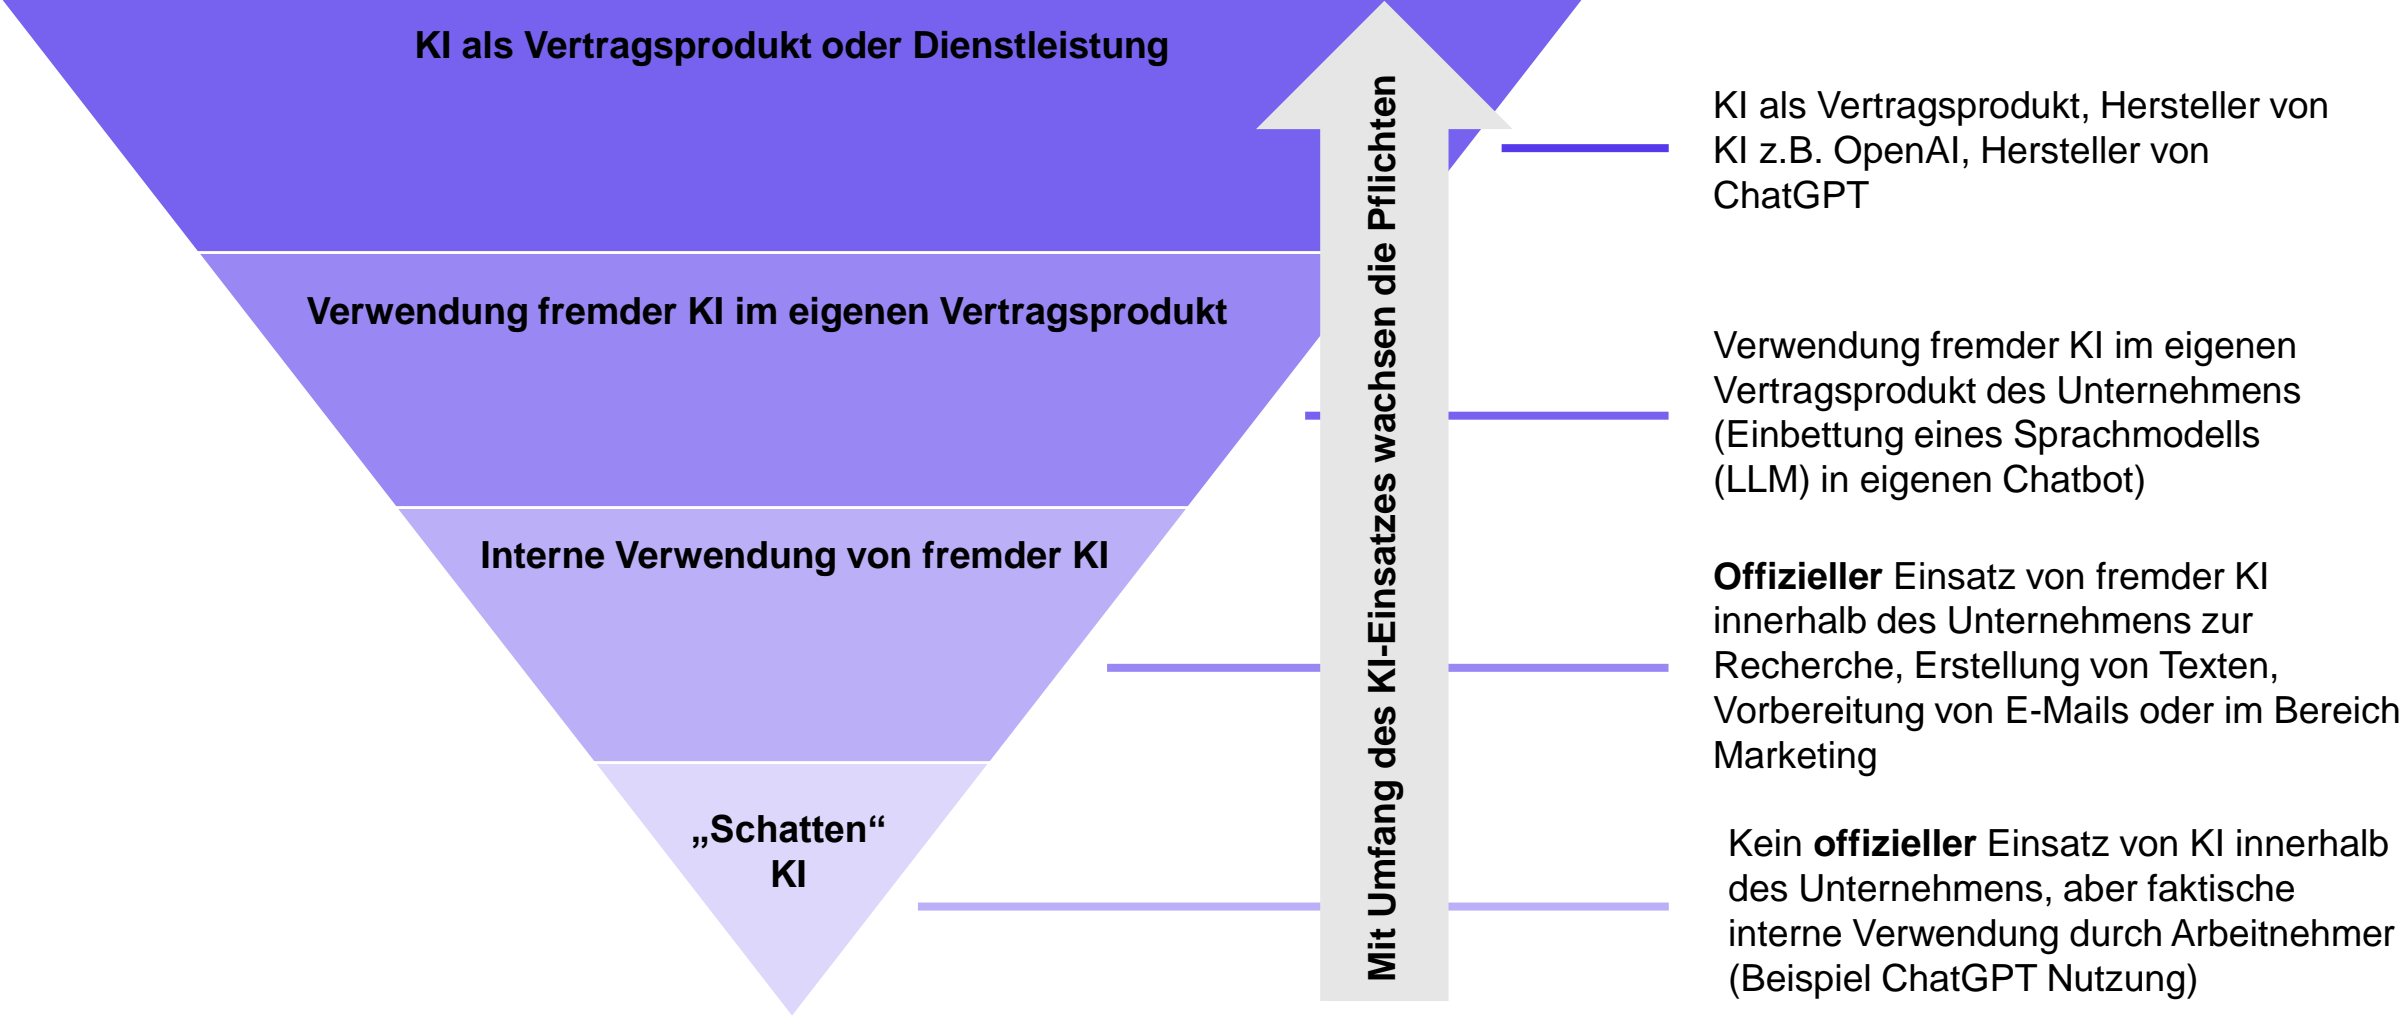 KI als Vertragsprodukt oder Dienstleistung
KI als Vertragsprodukt, Hersteller von
KI z.B. OpenAI, Hersteller von
ChatGPT
Verwendung fremder KI im eigenen Vertragsprodukt
Verwendung fremder KI im eigenen
Vertragsprodukt des Unternehmens
(Einbettung eines Sprachmodells
(LLM) in eigenen Chatbot)
Interne Verwendung von fremder KI
Offizieller Einsatz von fremder KI
innerhalb des Unternehmens zur
Recherche, Erstellung von Texten,
Vorbereitung von E-Mails oder im Bereich
Marketing
„Schatten“
KI
Kein offizieller Einsatz von KI innerhalb
des Unternehmens, aber faktische
interne Verwendung durch Arbeitnehmer
(Beispiel ChatGPT Nutzung)
Mit Umfang des KI-Einsatzes wachsen die Pflichten